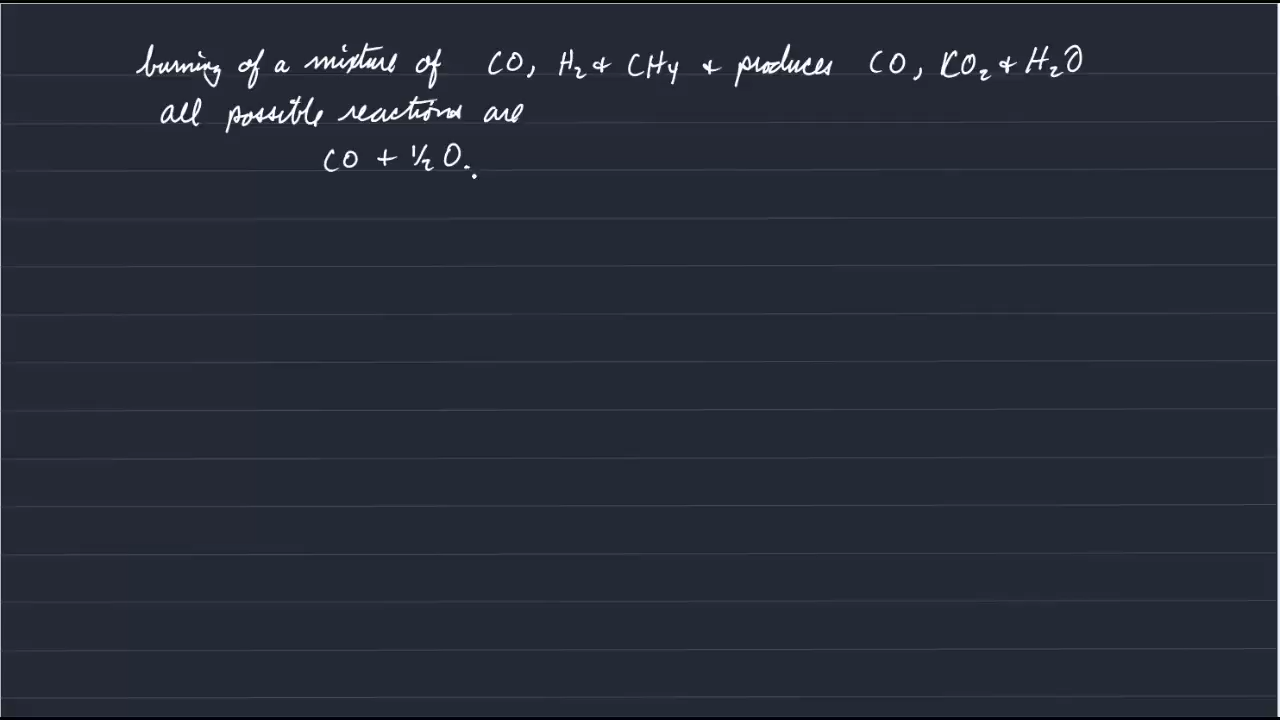 burning of a mixture of CO, H₂ & CH₄ & produces CO, CO₂ & H₂O
all possible reactions are
CO + ½ O